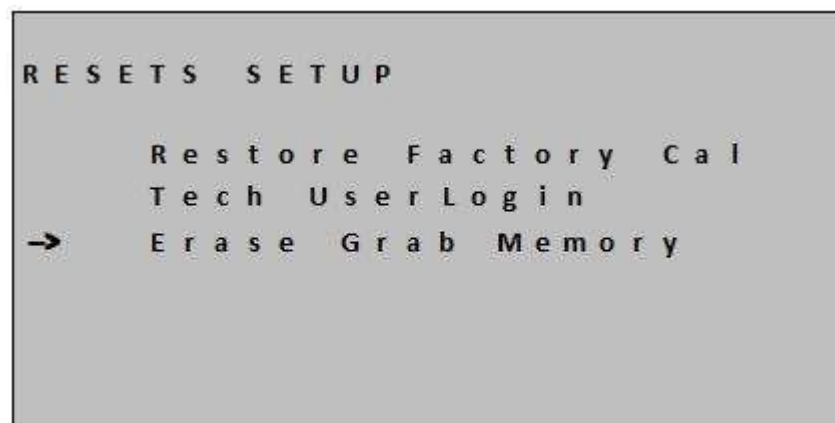 RESETS SETUP
Restore Factory Cal
Tech UserLogin
-> Erase Grab Memory